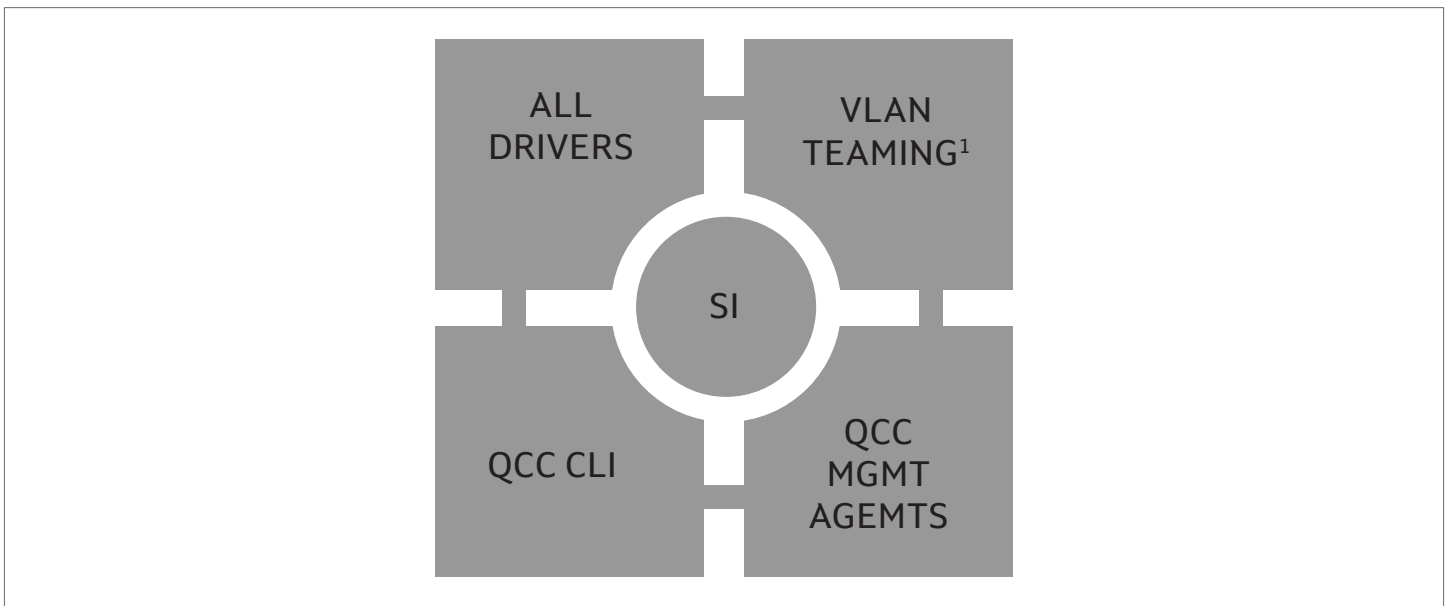 ALL
DRIVERS
VLAN
TEAMING¹
SI
QCC CLI
QCC
MGMT
AGEMTS